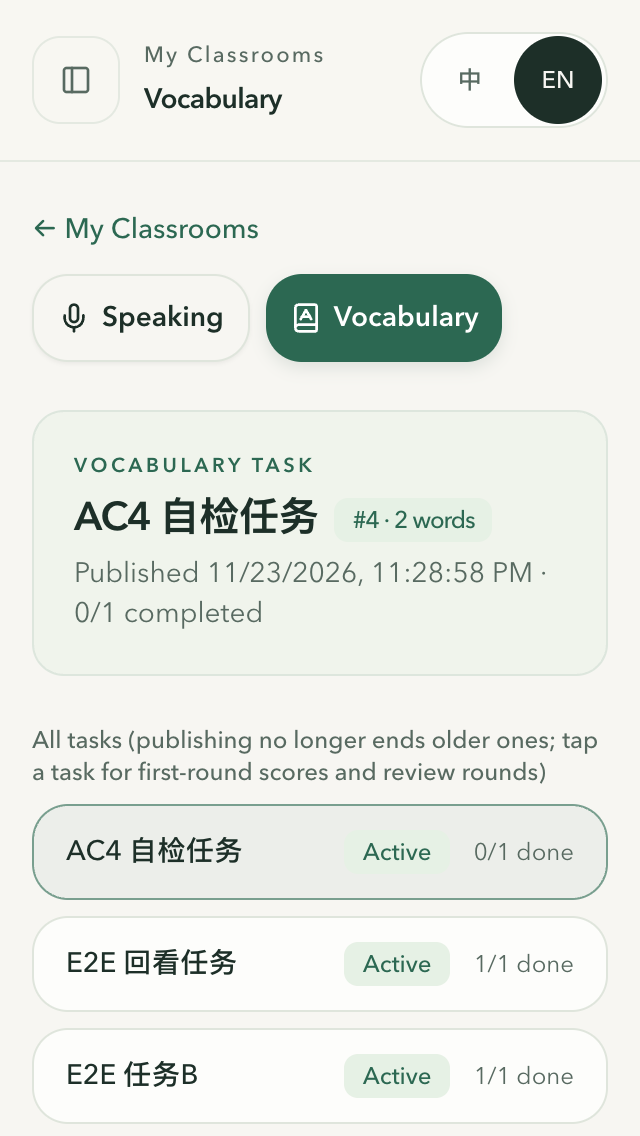 My Classrooms
Vocabulary
中
EN
← My Classrooms
Speaking
Vocabulary
VOCABULARY TASK
AC4 自检任务 #4 · 2 words
Published 11/23/2026, 11:28:58 PM ·
0/1 completed
All tasks (publishing no longer ends older ones; tap
a task for first-round scores and review rounds)
AC4 自检任务 Active 0/1 done
E2E 回看任务 Active 1/1 done
E2E 任务B Active 1/1 done